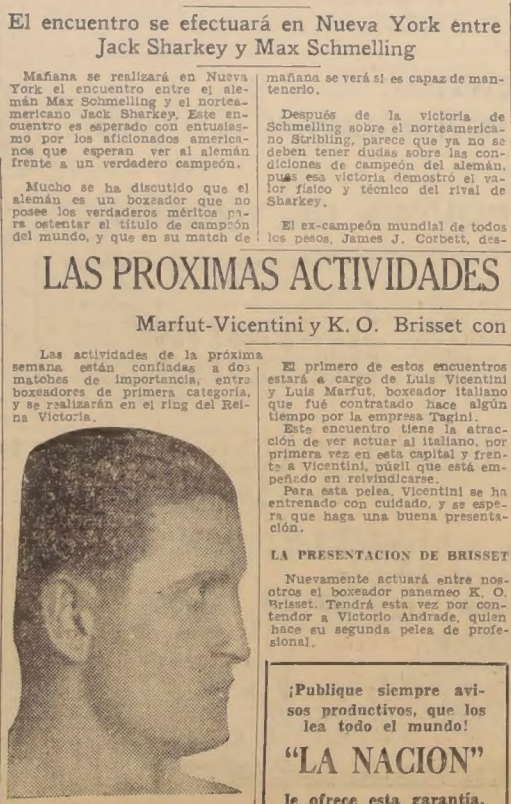 El encuentro se efectuará en Nueva York entre
Jack Sharkey y Max Schmelling
Mañana se realizará en Nueva
York el encuentro entre el ale-
mán Max Schmelling y el nortea-
mericano Jack Sharkey. Este en-
cuentro es esperado con entusias-
mo por los aficionados america-
nos que esperan ver al alemán
frente a un verdadero campeón.
Mucho se ha discutido que el
alemán es un boxeador que no
posee los verdaderos méritos pa-
ra ostentar el título de campeón
del mundo, y que en su match de
mañana se verá si es capaz de man-
tenerlo.
Después de la victoria de
Schmelling sobre el norteamerica-
no Stribling, parece que ya no se
deben tener dudas sobre las con-
diciones de campeón del alemán,
pues esa victoria demostró el va-
lor físico y técnico del rival de
Sharkey.
El ex-campeón mundial de todos
los pesos, James J. Corbett, des-
LAS PROXIMAS ACTIVIDADES
Marfut-Vicentini y K. O. Brisset con
Las actividades de la próxima
semana están confiadas a dos
matches de importancia, entre
boxeadores de primera categoría,
y se realizarán en el ring del Rei-
na Victoria.
El primero de estos encuentros
estará a cargo de Luis Vicentini
y Luis Marfut, boxeador italiano
que fué contratado hace algún
tiempo por la empresa Tagini.
Este encuentro tiene la atrac-
ción de ver actuar al italiano, por
primera vez en esta capital y fren-
te a Vicentini, púgil que está em-
peñado en reivindicarse.
Para esta pelea, Vicentini se ha
entrenado con cuidado, y se espe-
ra que haga una buena presenta-
ción.
LA PRESENTACION DE BRISSET
Nuevamente actuará entre nos-
otros el boxeador panameo K. O.
Brisset. Tendrá esta vez por con-
tendor a Victorio Andrade, quien
hace su segunda pelea de profe-
sional.
¡Publique siempre avi-
sos productivos, que los
lea todo el mundo!
“LA NACION”
le ofrece esta garantía.